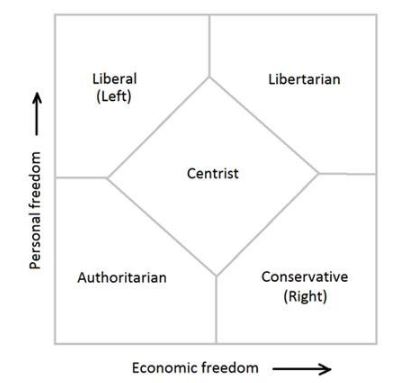 Liberal
(Left)
Libertarian
Centrist
Authoritarian
Conservative
(Right)
Personal freedom
Economic freedom